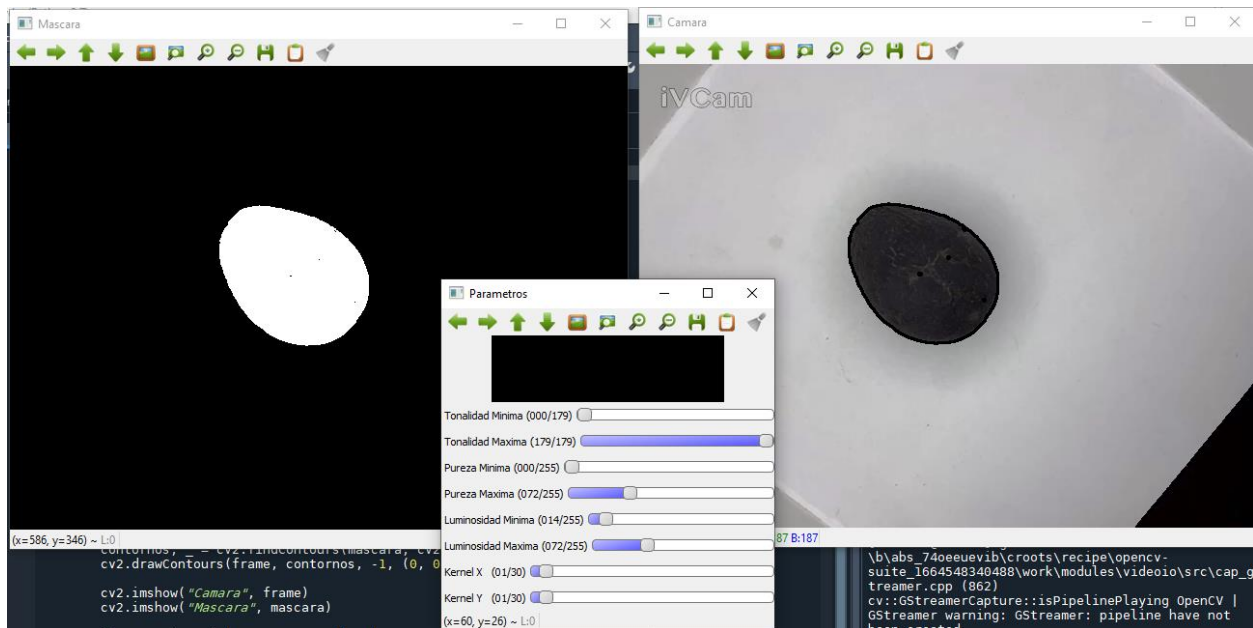 Mascara
(x=586, y=346) ~ L:0
Camara
iVCam
87 B:187
Parametros
Tonalidad Minima (000/179)
Tonalidad Maxima (179/179)
Pureza Minima (000/255)
Pureza Maxima (072/255)
Luminosidad Minima (014/255)
Luminosidad Maxima (072/255)
Kernel X (01/30)
Kernel Y (01/30)
(x=60, y=26) ~ L:0
cv2.drawContours(frame, contornos, -1, (0, 0
cv2.imshow("Camara", frame)
cv2.imshow("Mascara", mascara)
\b\abs_74oeeuevib\croots\recipe\opencv-
suite_1664548340488\work\modules\videoio\src\cap_g
treamer.cpp (862)
cv::GStreamerCapture::isPipelinePlaying OpenCV |
GStreamer warning: GStreamer: pipeline have not